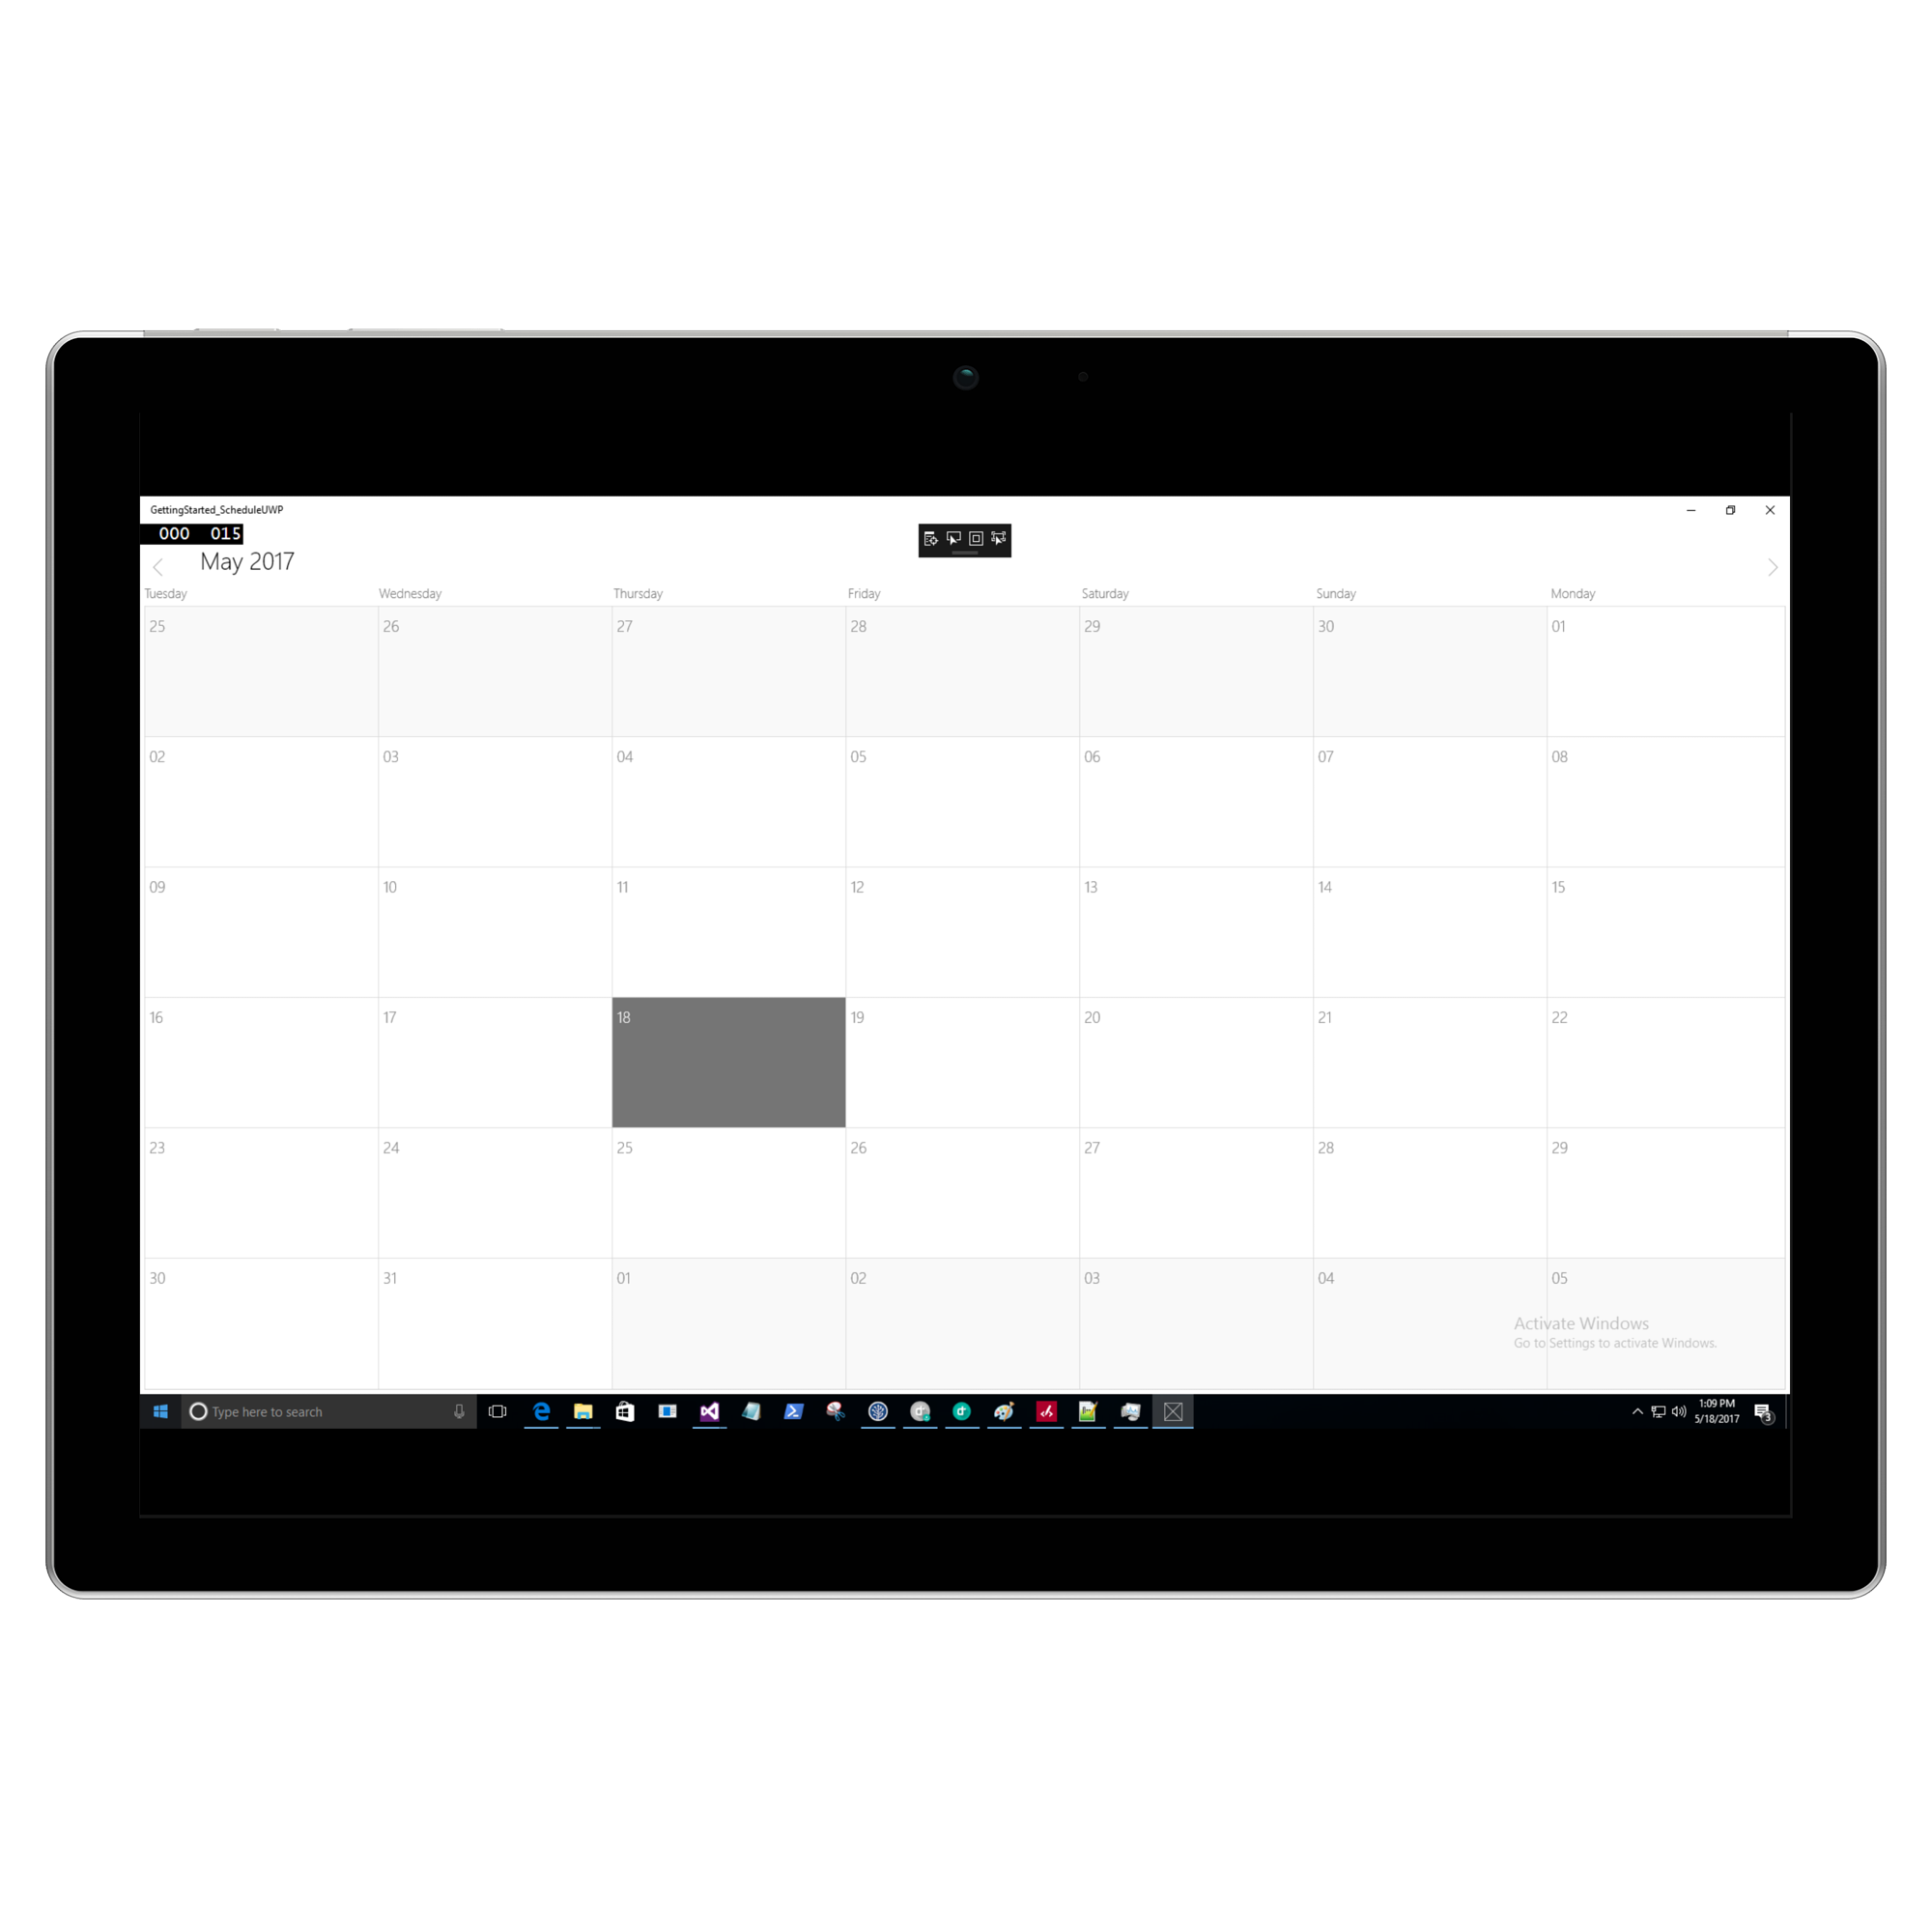 GettingStarted_ScheduleUWP
000 015
May 2017
Tuesday Wednesday Thursday Friday Saturday Sunday Monday
25 26 27 28 29 30 01
02 03 04 05 06 07 08
09 10 11 12 13 14 15
16 17 18 19 20 21 22
23 24 25 26 27 28 29
30 31 01 02 03 04 05
Activate Windows
Go to Settings to activate Windows.
Type here to search
1:09 PM
5/18/2017
3